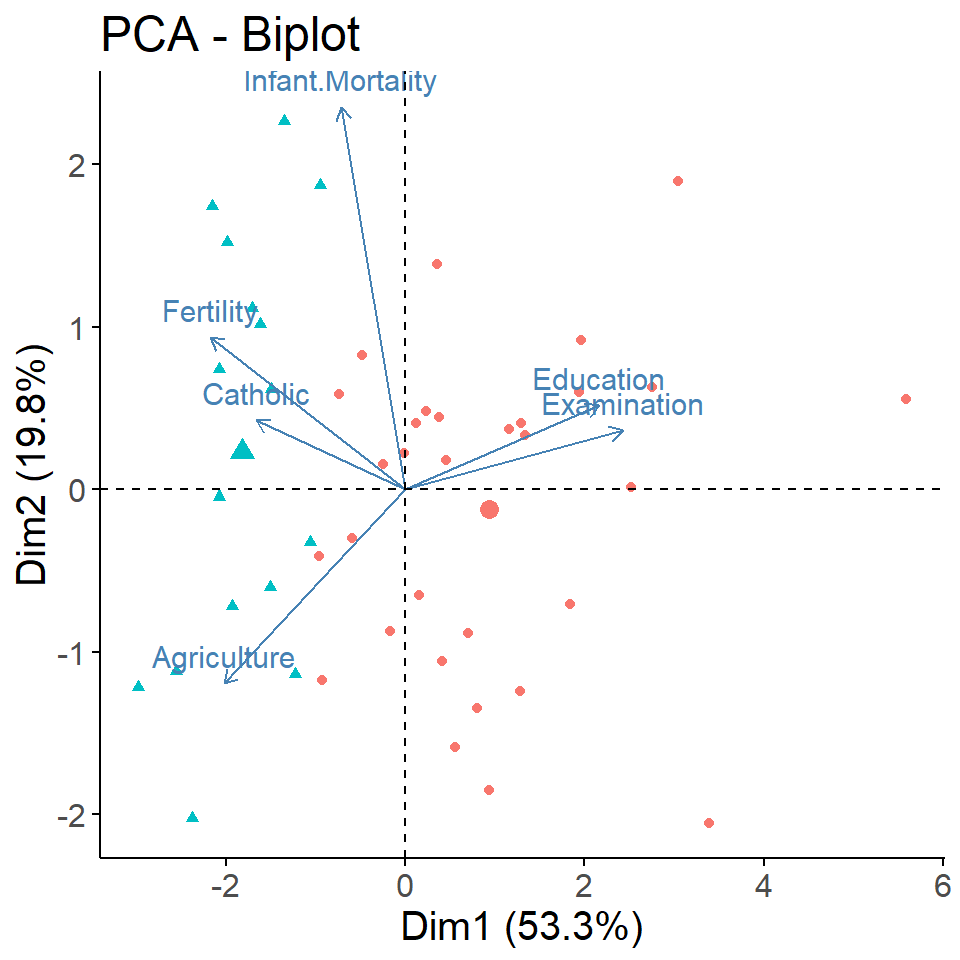 PCA - Biplot
Infant.Mortality
2
Fertility
1
Education
Catholic
Examination
0
Dim2 (19.8%)
Agriculture
-1
-2
-2 0 2 4 6
Dim1 (53.3%)